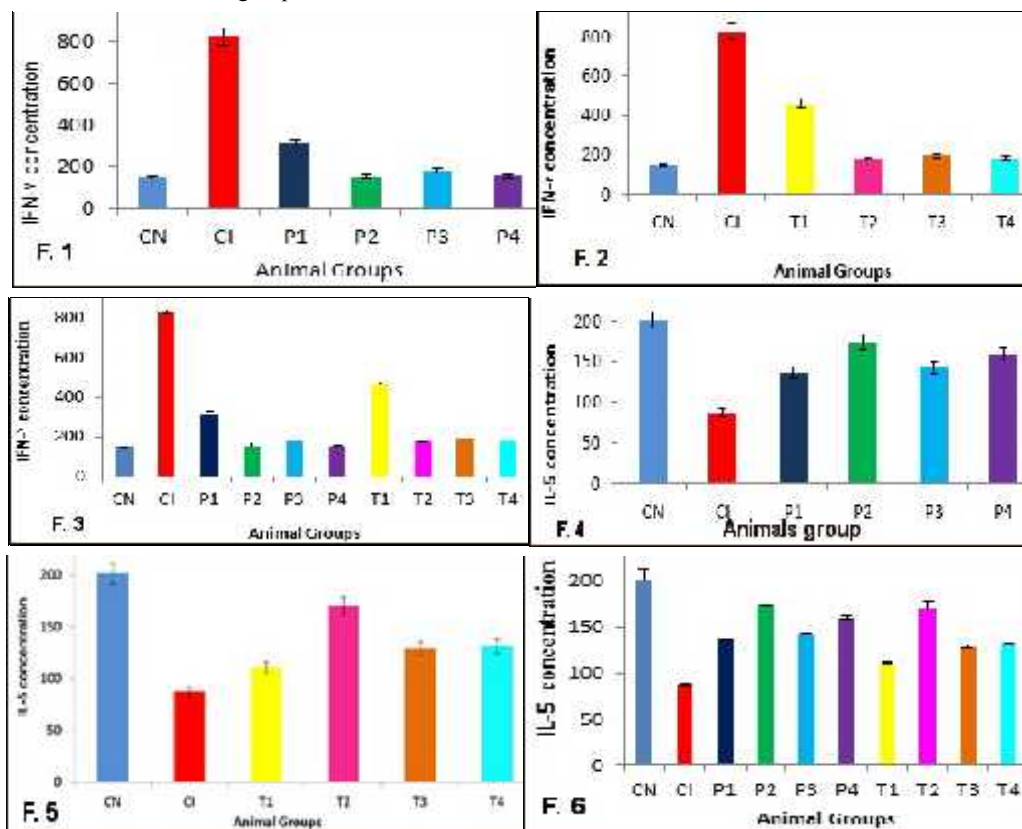 800
600
400
200
0
IFN-γ concentration
CN CI P1 P2 P3 P4
F. 1
Animal Groups
800
600
400
200
0
IFN-r concentration
CN CI T1 T2 T3 T4
F. 2
Animal Groups
800
600
400
200
0
concentration
CN CI P1 P2 P3 P4 T1 T2 T3 T4
F. 3
Animal Groups
200
150
100
50
0
IL-5 concentration
CN CI P1 P2 P3 P4
F. 4
Animals group
200
150
100
50
0
IL-5 concentration
CN CI T1 T2 T3 T4
F. 5
Animal Groups
200
150
100
50
0
IL-5 concentration
CN CI P1 P2 P3 P4 T1 T2 T3 T4
F. 6
Animal Groups